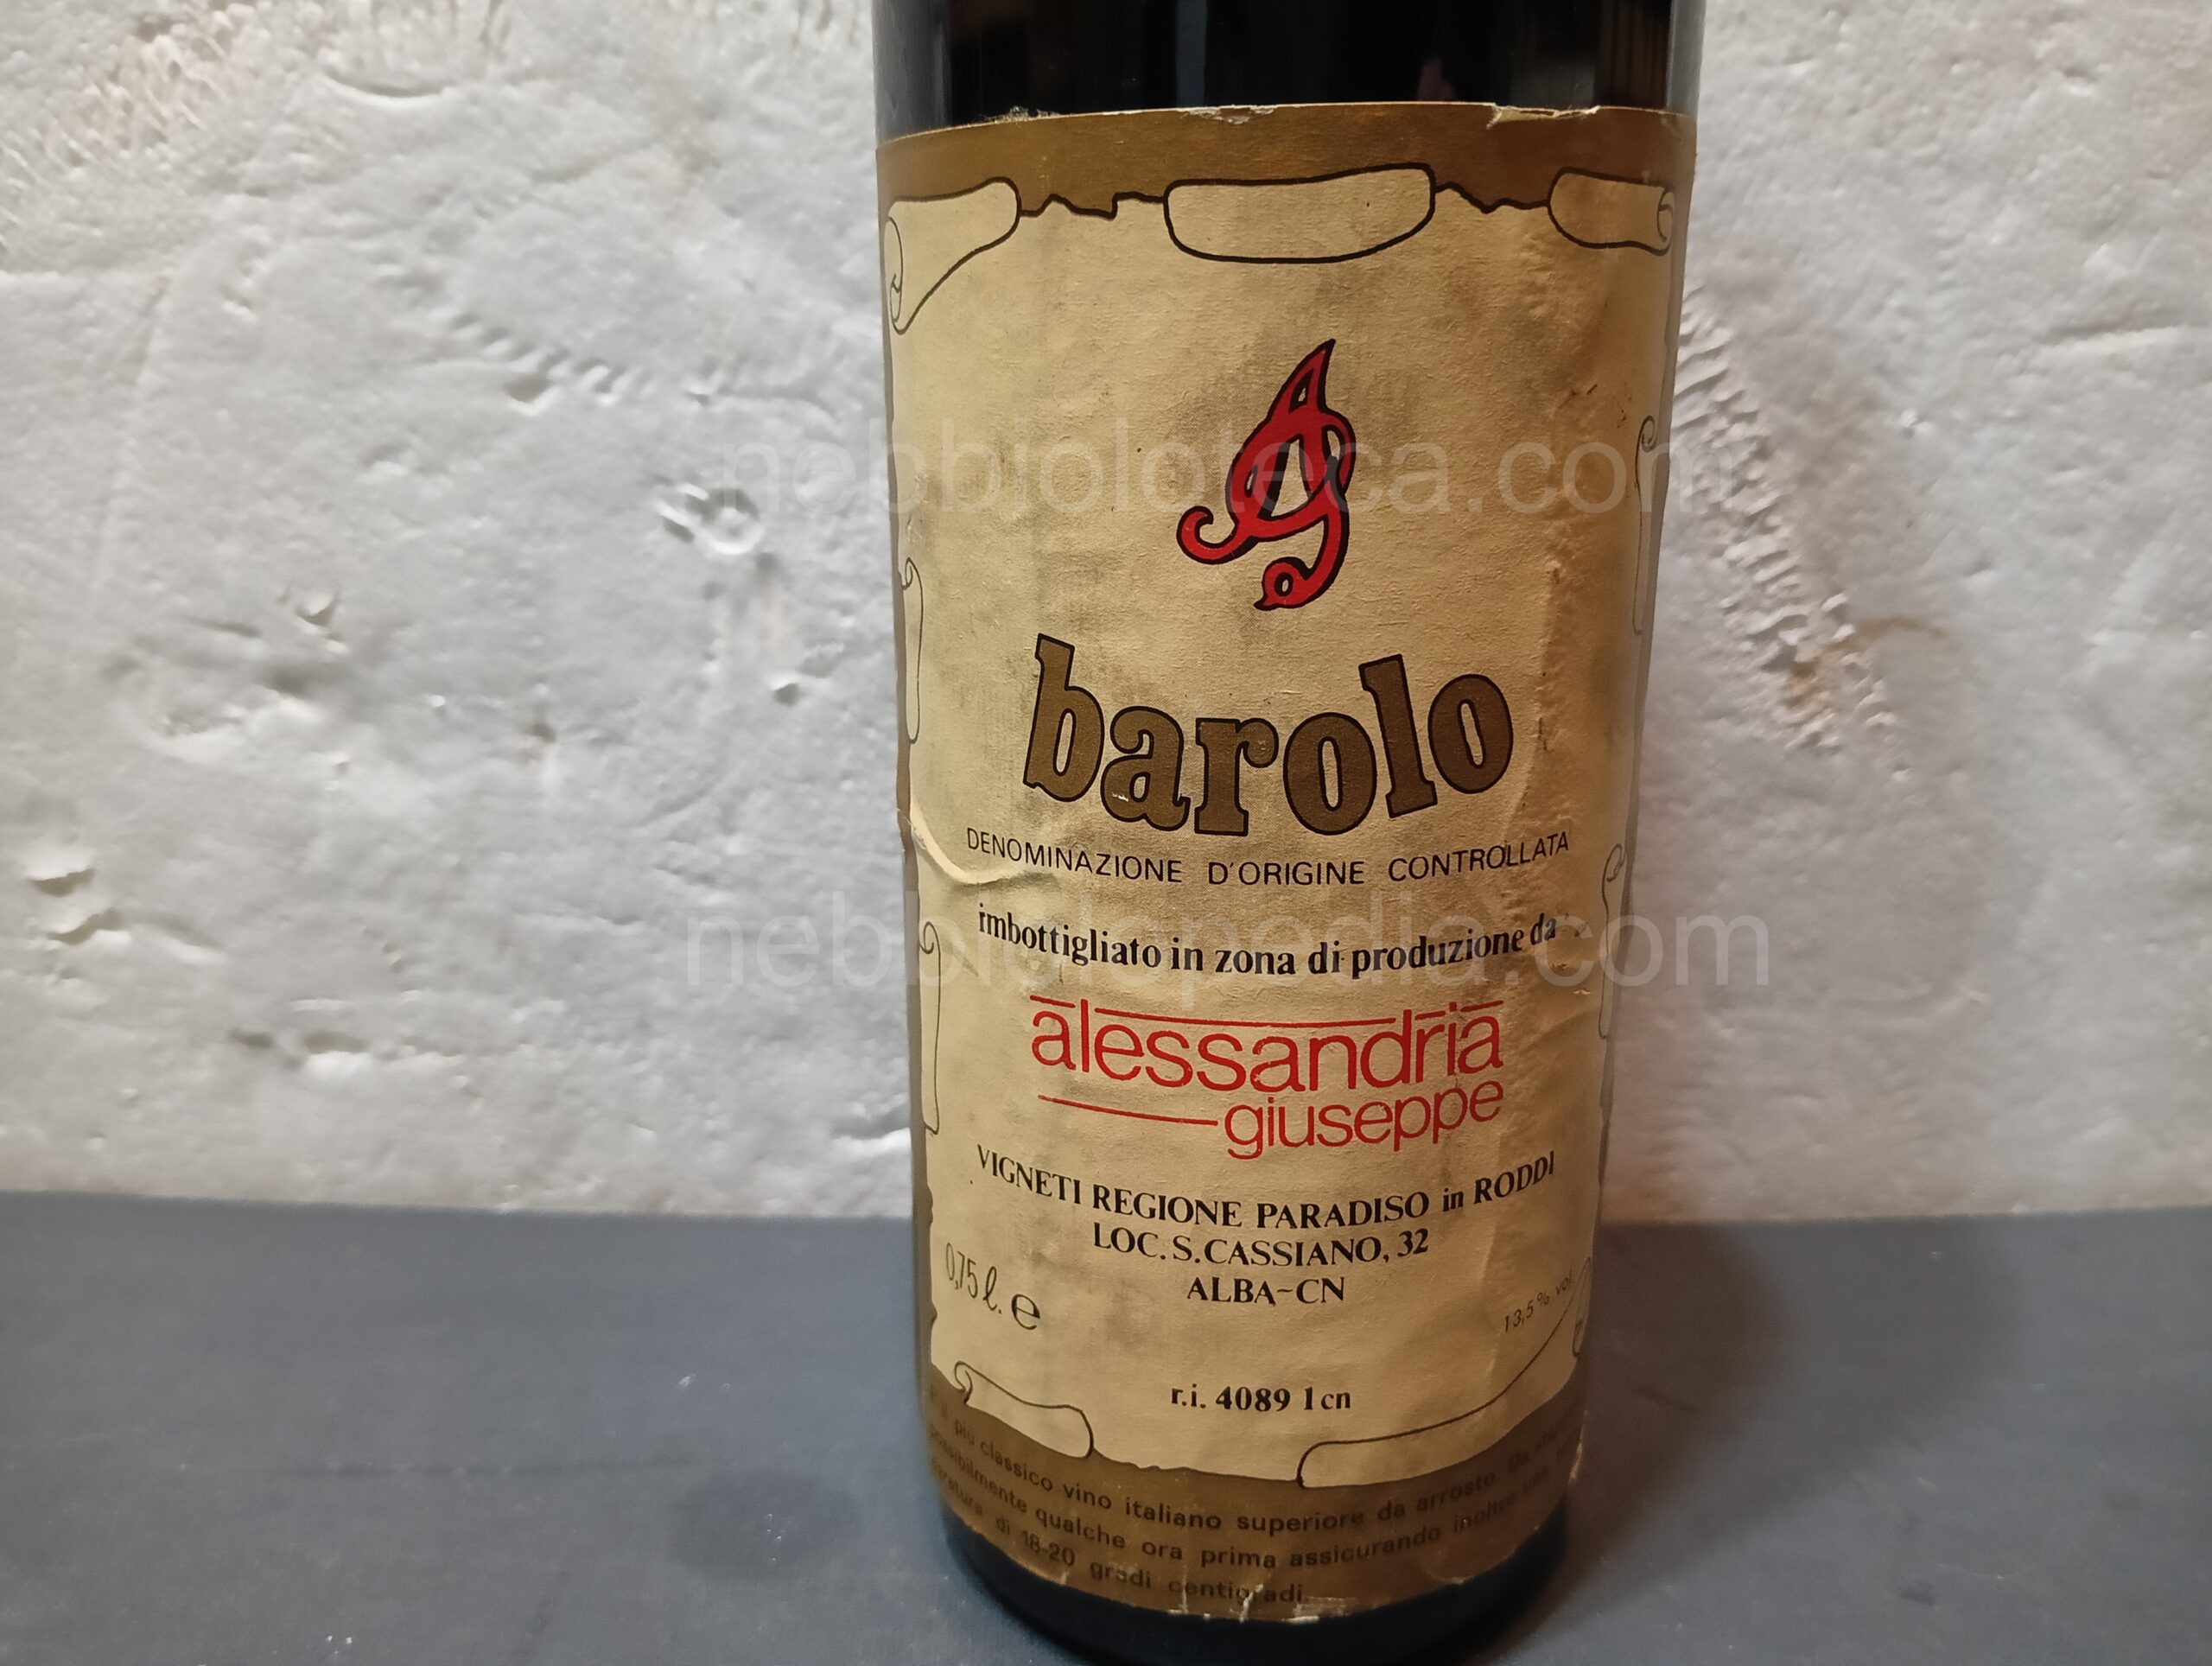 nebbioloteca.com
barolo
DENOMINAZIONE D'ORIGINE CONTROLLATA
nebbiolopedia.com
imbottigliato in zona di produzione da
alessandria
giuseppe
VIGNETI REGIONE PARADISO in RODDI
LOC. S. CASSIANO, 32
ALBA-CN
0,75 l. e
13,5% vol.
r.i. 4089 1 cn
più classico vino italiano superiore da arrosto. Da
possibilmente qualche ora prima assicurando inoltre una
di 18-20 gradi centigradi.